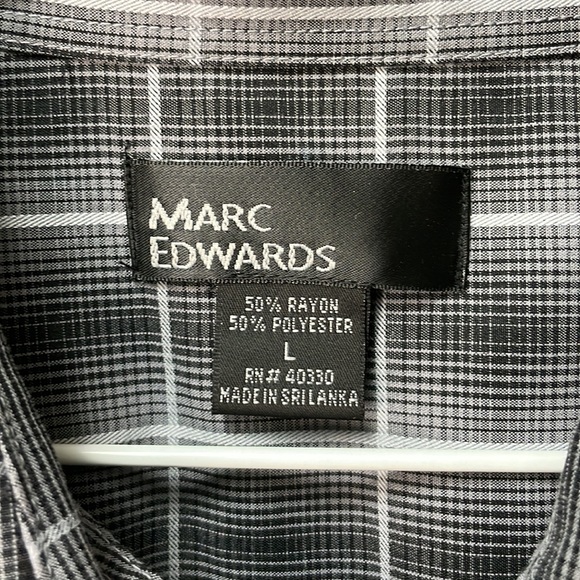 MARC
EDWARDS
50% RAYON
50% POLYESTER
L
RN# 40330
MADE IN SRI LANKA